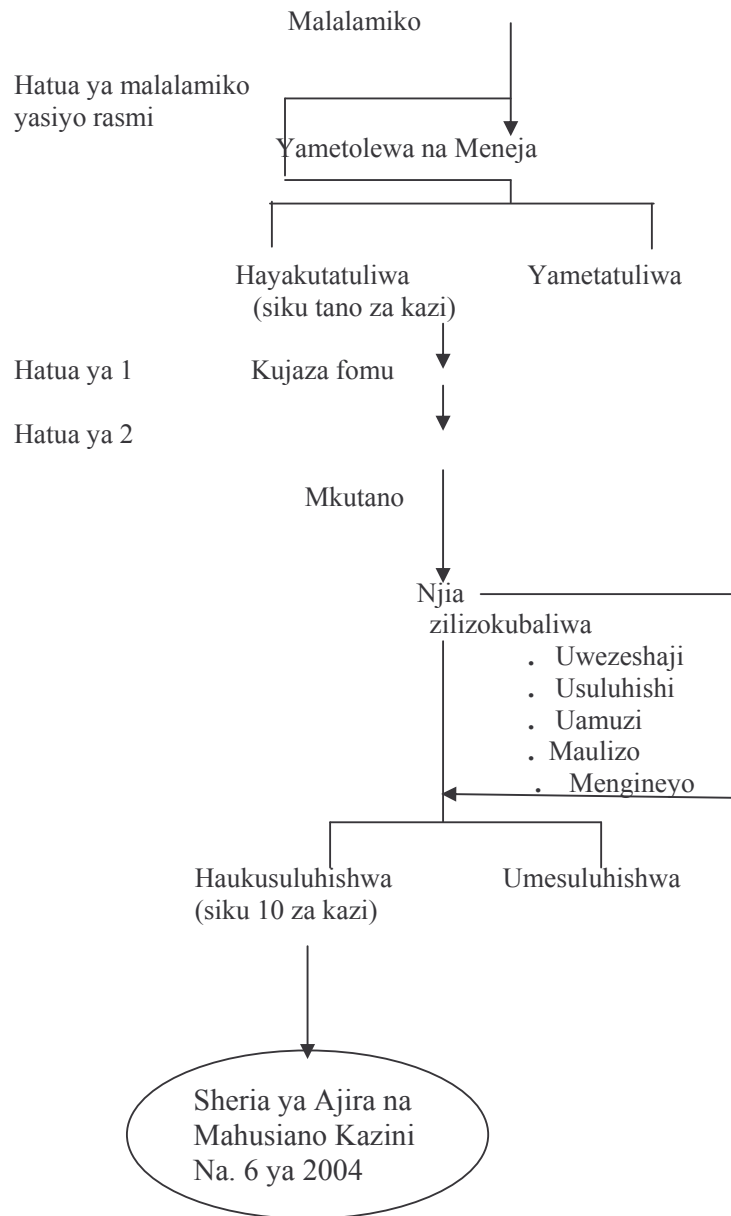 Malalamiko
Hatua ya malalamiko
yasiyo rasmi
Yametolewa na Meneja
Hayakutatuliwa Yametatuliwa
(siku tano za kazi)
Hatua ya 1 Kujaza fomu
Hatua ya 2
Mkutano
Njia
zilizokubaliwa
. Uwezeshaji
. Usuluhishi
. Uamuzi
. Maulizo
. Mengineyo
Haukusuluhishwa Umesuluhishwa
(siku 10 za kazi)
Sheria ya Ajira na
Mahusiano Kazini
Na. 6 ya 2004